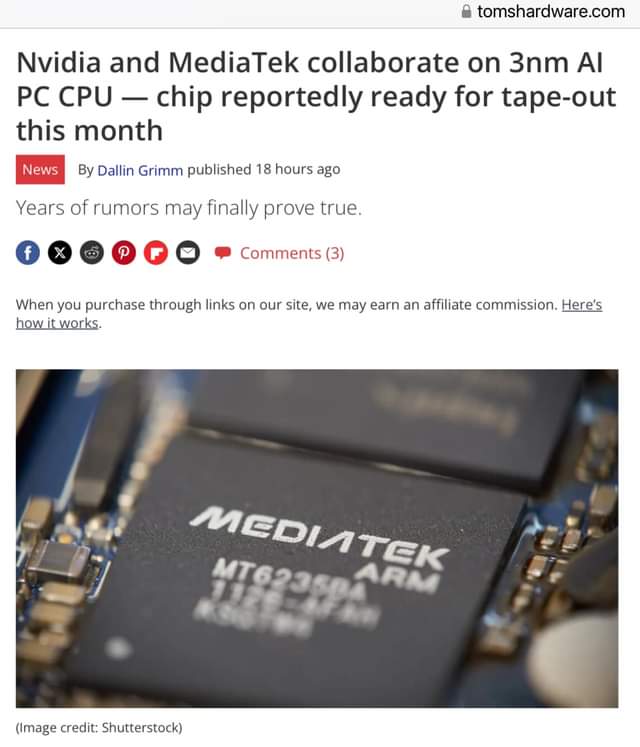 tomshardware.com
Nvidia and MediaTek collaborate on 3nm AI
PC CPU — chip reportedly ready for tape-out
this month
News By Dallin Grimm published 18 hours ago
Years of rumors may finally prove true.
Comments (3)
When you purchase through links on our site, we may earn an affiliate commission. Here's
how it works.
MEDIATEK
ARM
MT6235BA
(Image credit: Shutterstock)